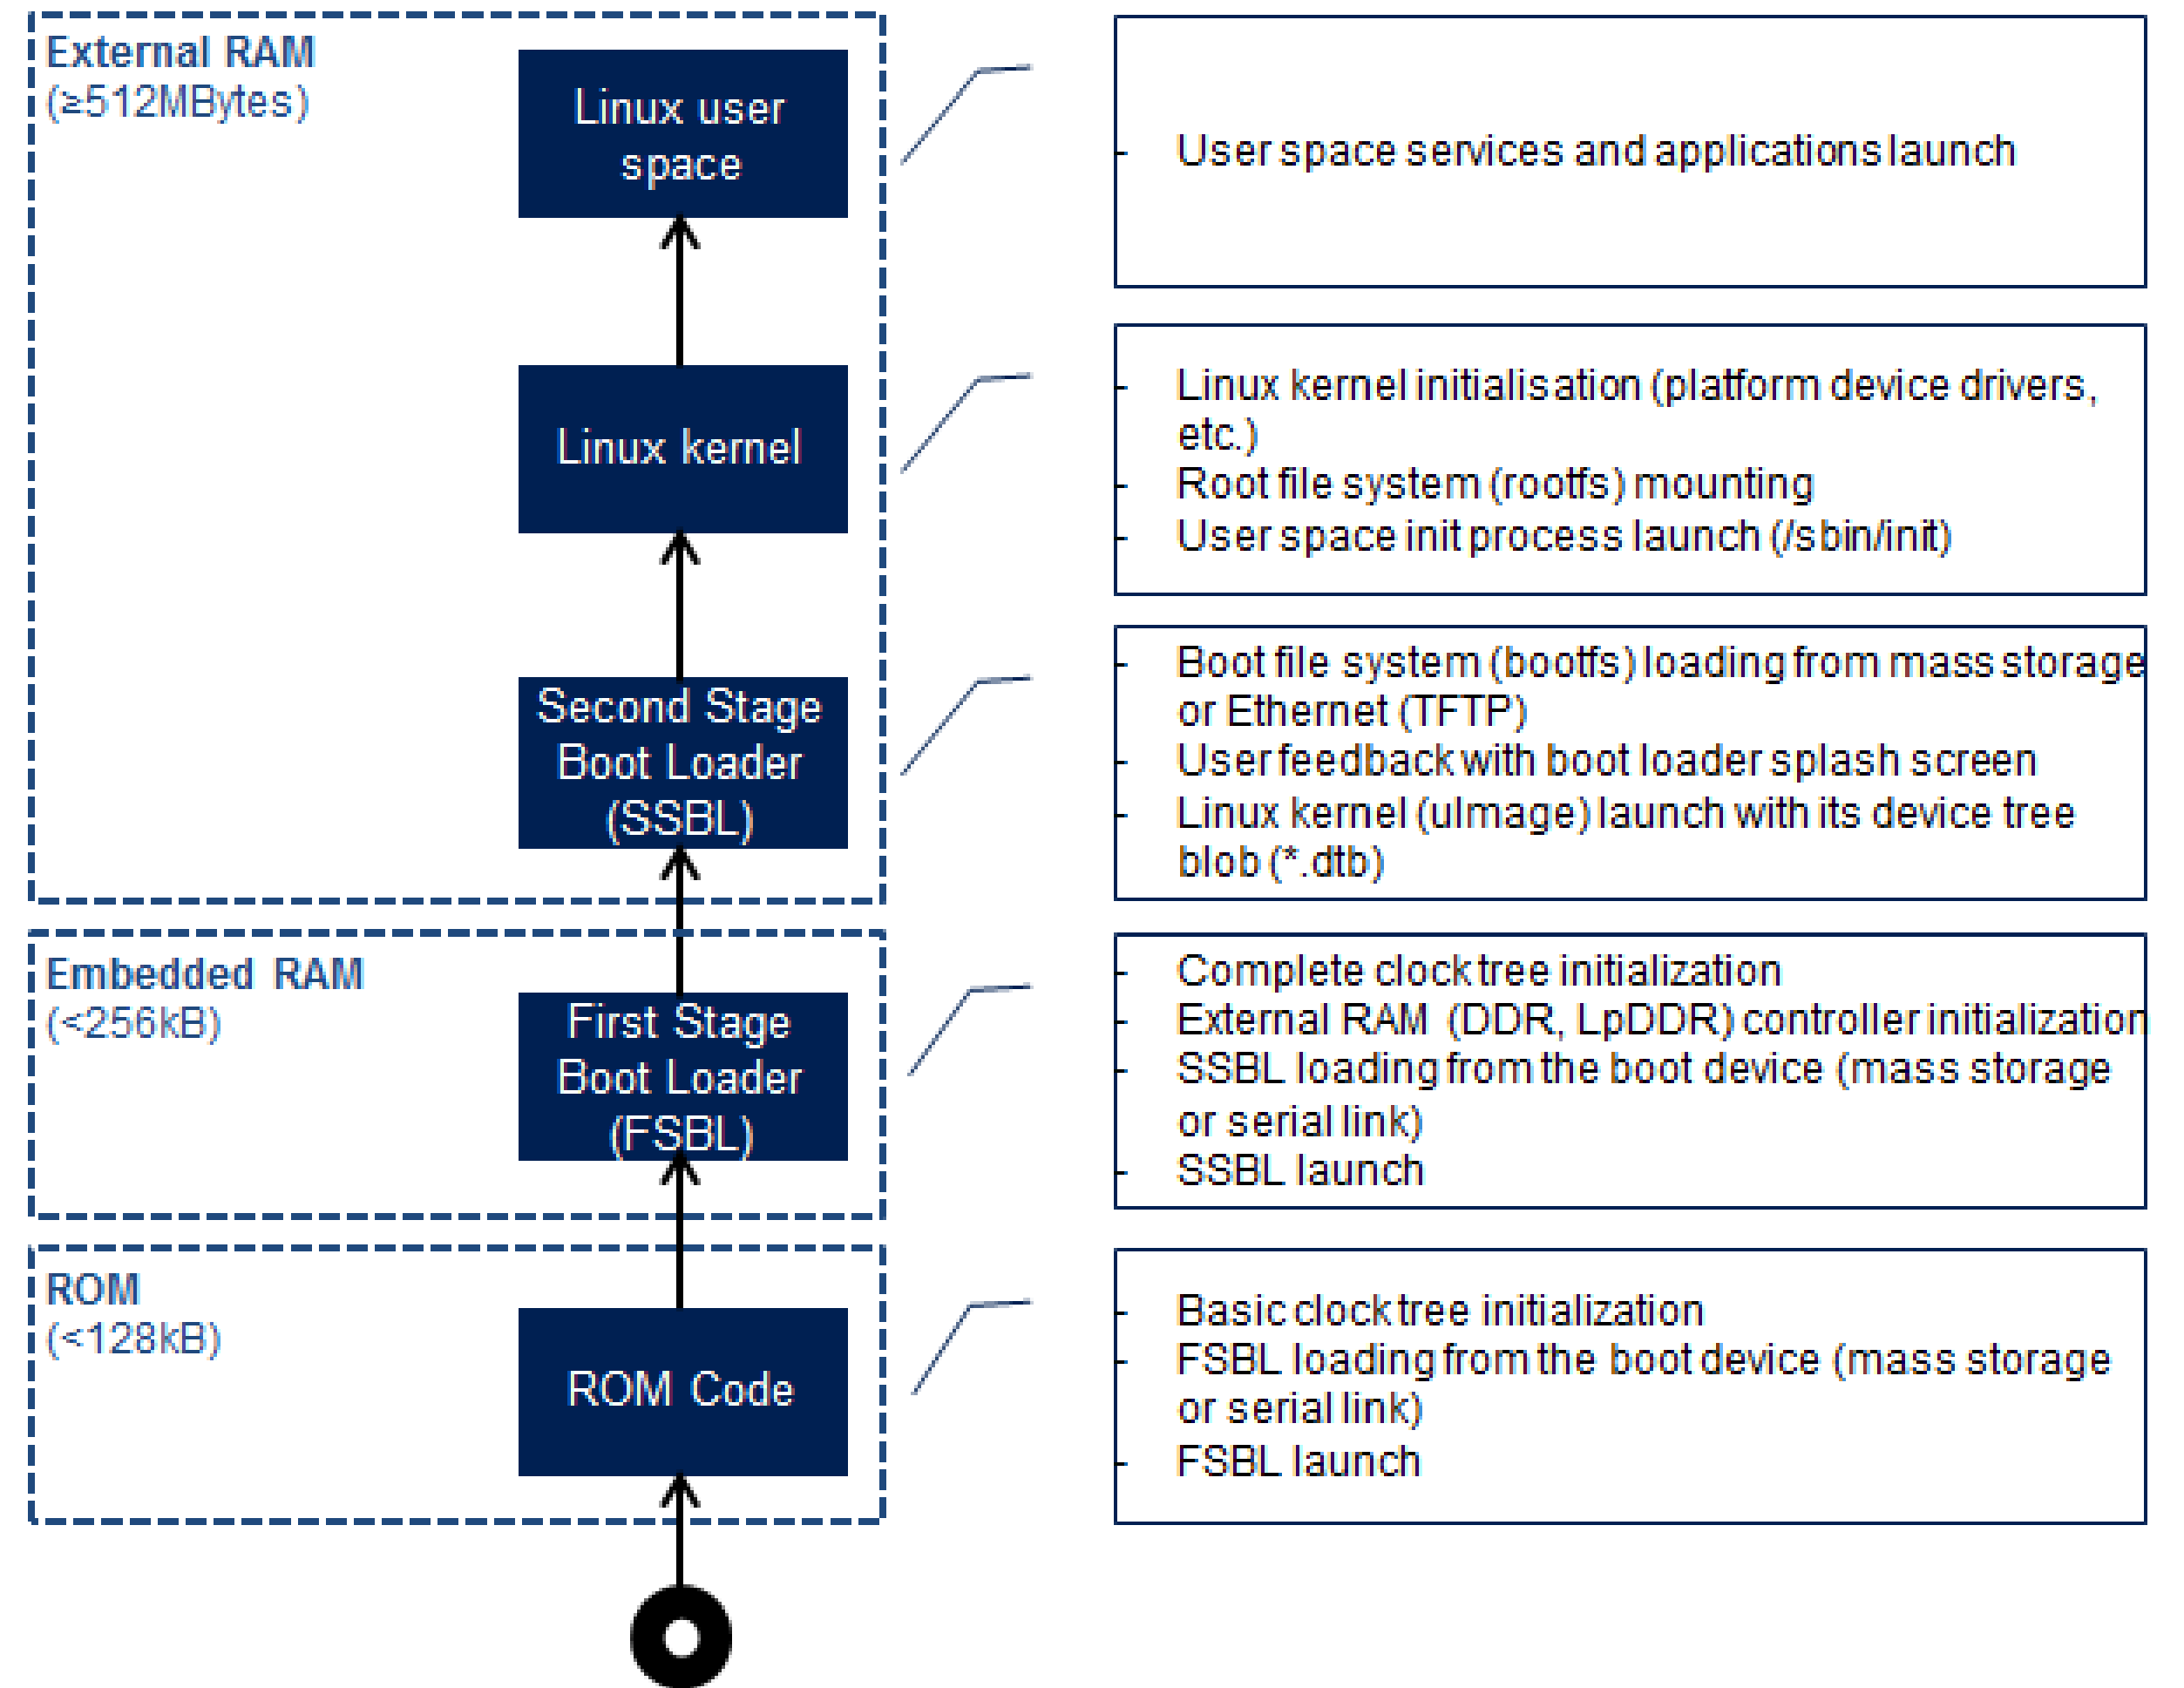 External RAM
(≥512MBytes)
Linux user
space
- User space services and applications launch
Linux kernel
- Linux kernel initialisation (platform device drivers,
etc.)
- Root file system (rootfs) mounting
- User space init process launch (/sbin/init)
Second Stage
Boot Loader
(SSBL)
- Boot file system (bootfs) loading from mass storage
or Ethernet (TFTP)
- User feedback with boot loader splash screen
- Linux kernel (uImage) launch with its device tree
blob (*.dtb)
Embedded RAM
(<256kB)
First Stage
Boot Loader
(FSBL)
- Complete clock tree initialization
- External RAM (DDR, LpDDR) controller initialization
- SSBL loading from the boot device (mass storage
or serial link)
- SSBL launch
ROM
(<128kB)
ROM Code
- Basic clock tree initialization
- FSBL loading from the boot device (mass storage
or serial link)
- FSBL launch